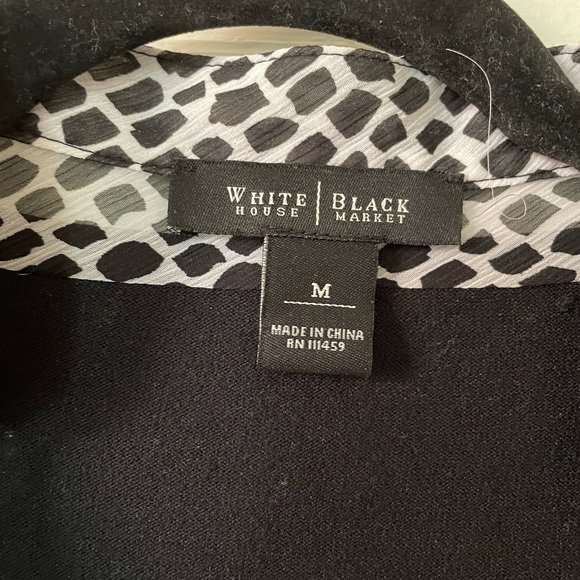 WHITE | BLACK
HOUSE | MARKET
M
MADE IN CHINA
RN 111459